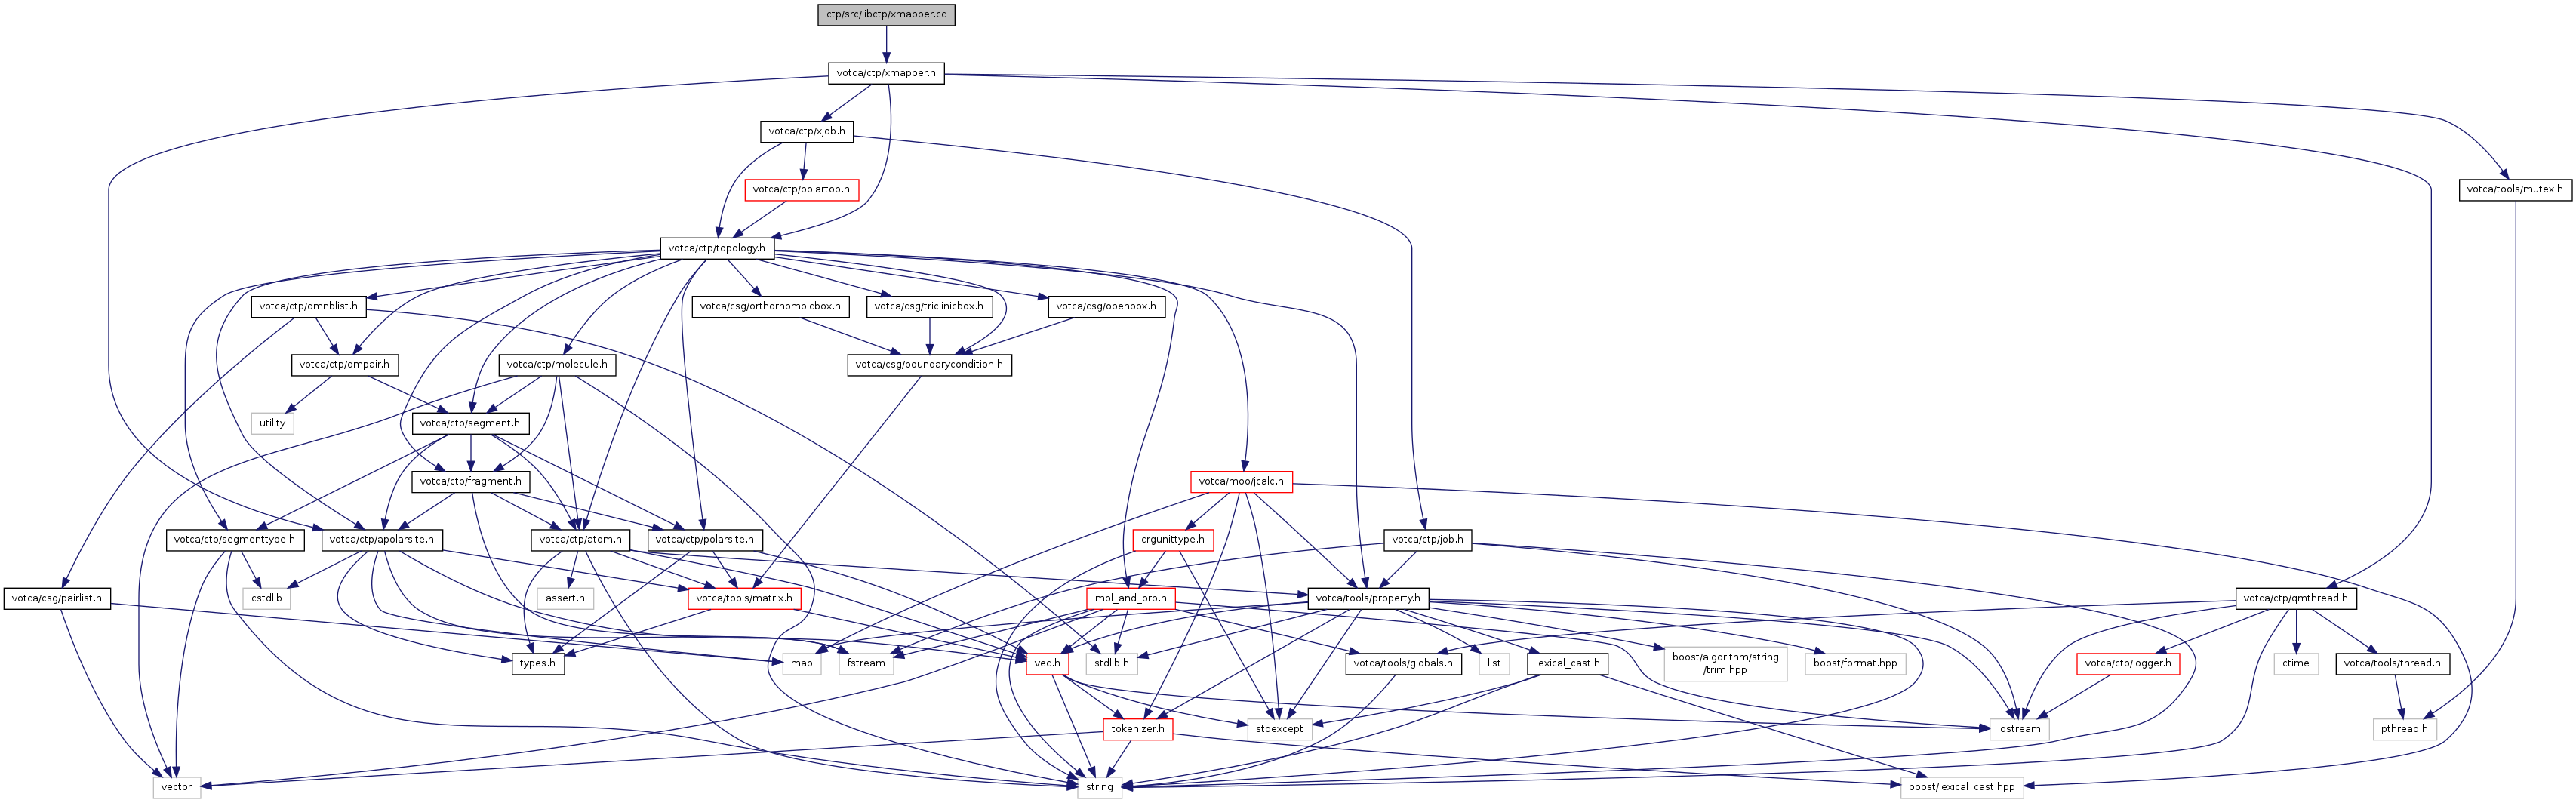 ctp/src/libctp/xmapper.cc
votca/ctp/xmapper.h
votca/ctp/xjob.h
votca/ctp/polartop.h
votca/tools/mutex.h
votca/ctp/topology.h
votca/ctp/qmnblist.h
votca/csg/orthorhombicbox.h
votca/csg/triclinicbox.h
votca/csg/openbox.h
votca/ctp/qmpair.h
votca/ctp/molecule.h
votca/csg/boundarycondition.h
utility
votca/ctp/segment.h
votca/ctp/fragment.h
votca/moo/jcalc.h
votca/ctp/segmenttype.h
votca/ctp/apolarsite.h
votca/ctp/atom.h
votca/ctp/polarsite.h
crgunittype.h
votca/ctp/job.h
votca/csg/pairlist.h
cstdlib
assert.h
votca/tools/matrix.h
mol_and_orb.h
votca/tools/property.h
votca/ctp/qmthread.h
types.h
map
fstream
vec.h
stdlib.h
votca/tools/globals.h
list
lexical_cast.h
boost/algorithm/string
/trim.hpp
boost/format.hpp
votca/ctp/logger.h
ctime
votca/tools/thread.h
tokenizer.h
stdexcept
iostream
pthread.h
vector
string
boost/lexical_cast.hpp